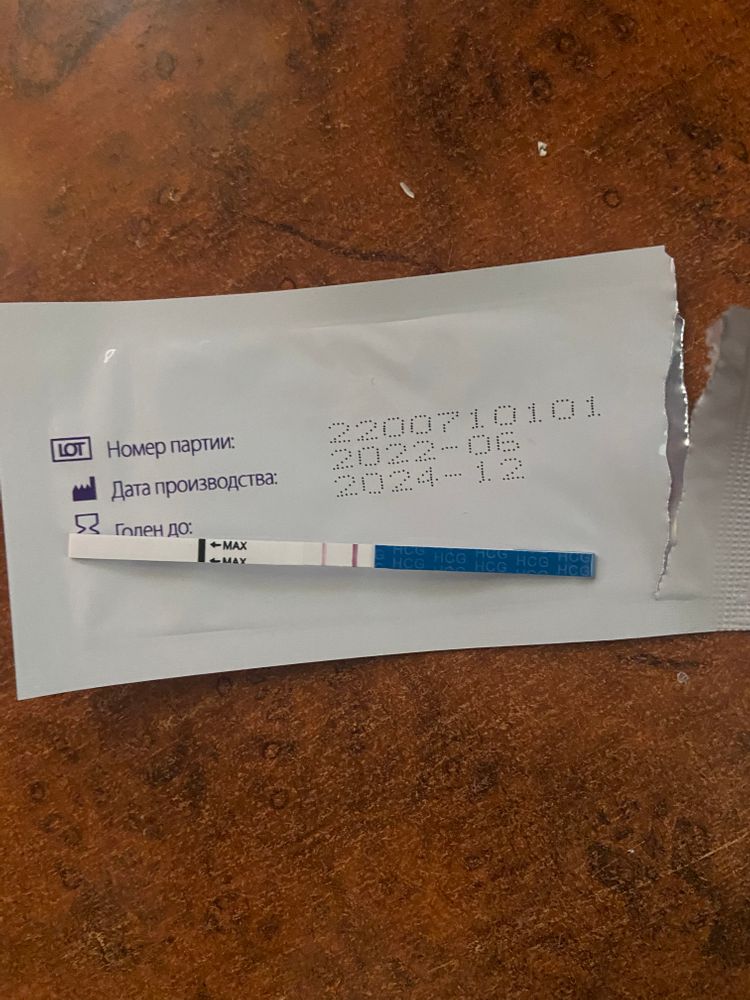 LOT Номер партии: 2200710101
Дата производства: 2022-06
Годен до: 2024-12
←MAX
←MAX
HCG HCG HCG HCG
HCG HCG HCG HCG HCG